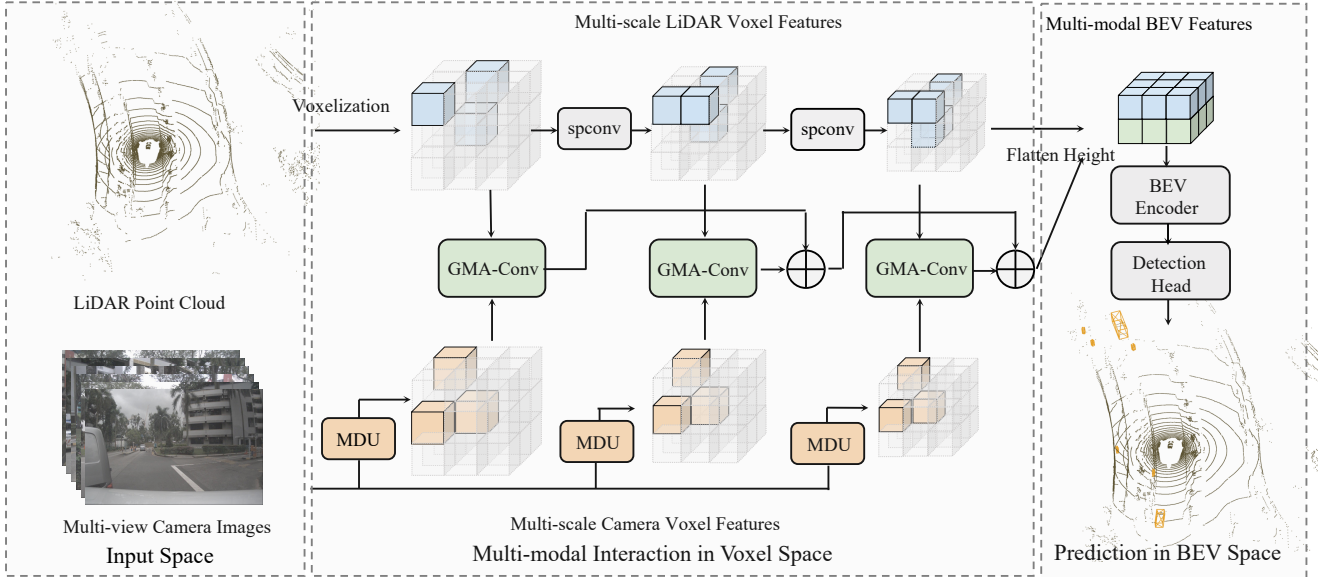 Multi-scale LiDAR Voxel Features
Multi-modal BEV Features
Voxelization
spconv
spconv
Flatten Height
BEV
Encoder
GMA-Conv
GMA-Conv
GMA-Conv
Detection
Head
LiDAR Point Cloud
MDU
MDU
MDU
Multi-view Camera Images
Multi-scale Camera Voxel Features
Input Space
Multi-modal Interaction in Voxel Space
Prediction in BEV Space